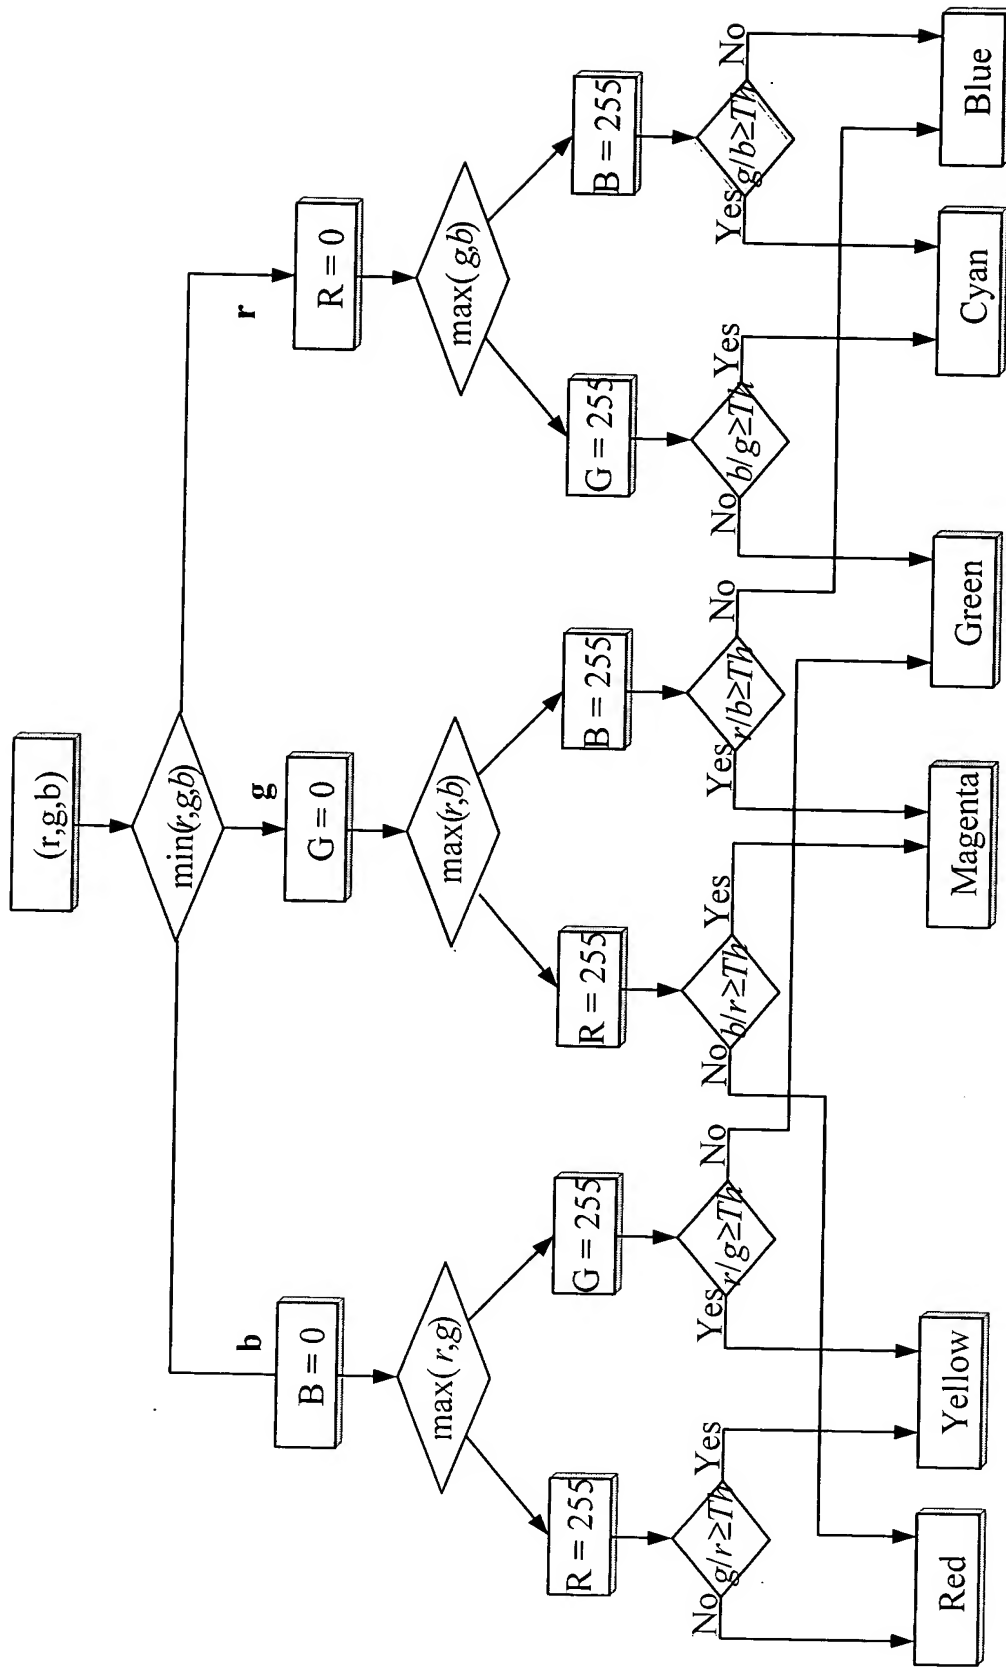 (r,g,b)
min(r,g,b)
b
g
r
B = 0
G = 0
R = 0
max(r,g)
max(r,b)
max(g,b)
R = 255
G = 255
R = 255
B = 255
G = 255
B = 255
No
g/r≥Th
Yes
Yes
r/g≥Th
No
No
b/r≥Th
Yes
Yes
r/b≥Th
No
No
b/g≥Th
Yes
Yes
g/b≥Th
No
Red
Yellow
Magenta
Green
Cyan
Blue